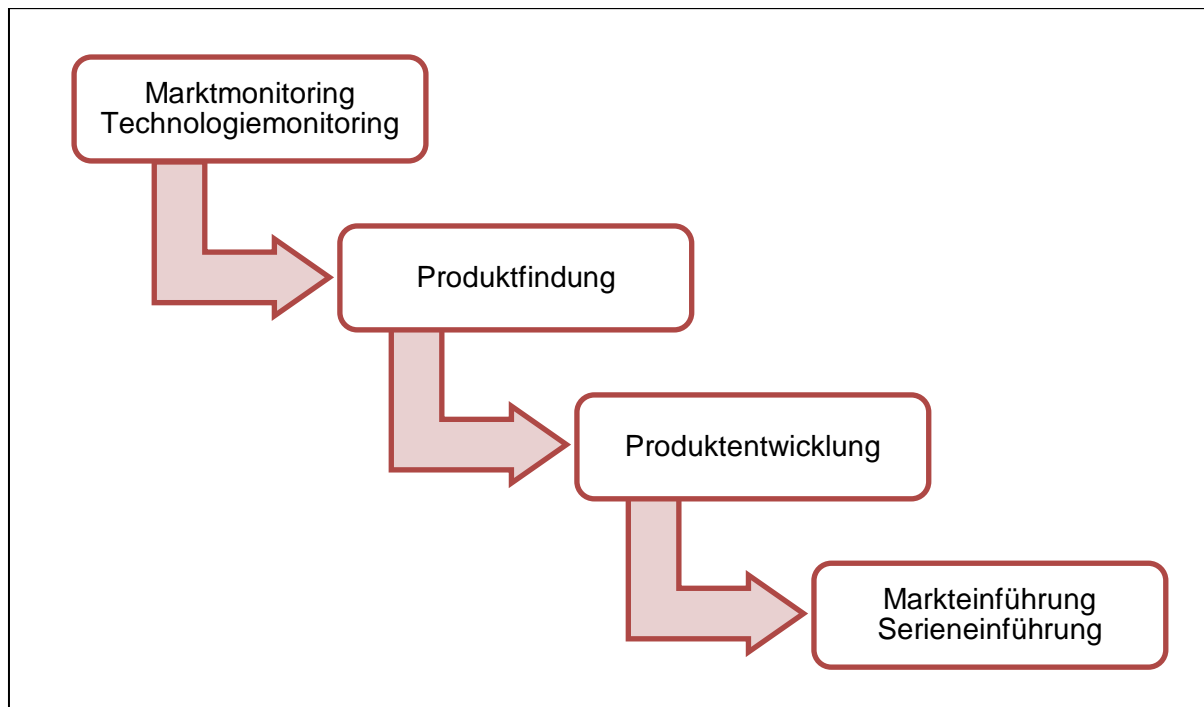 Marktmonitoring
Technologiemonitoring
Produktfindung
Produktentwicklung
Markteinführung
Serieneinführung